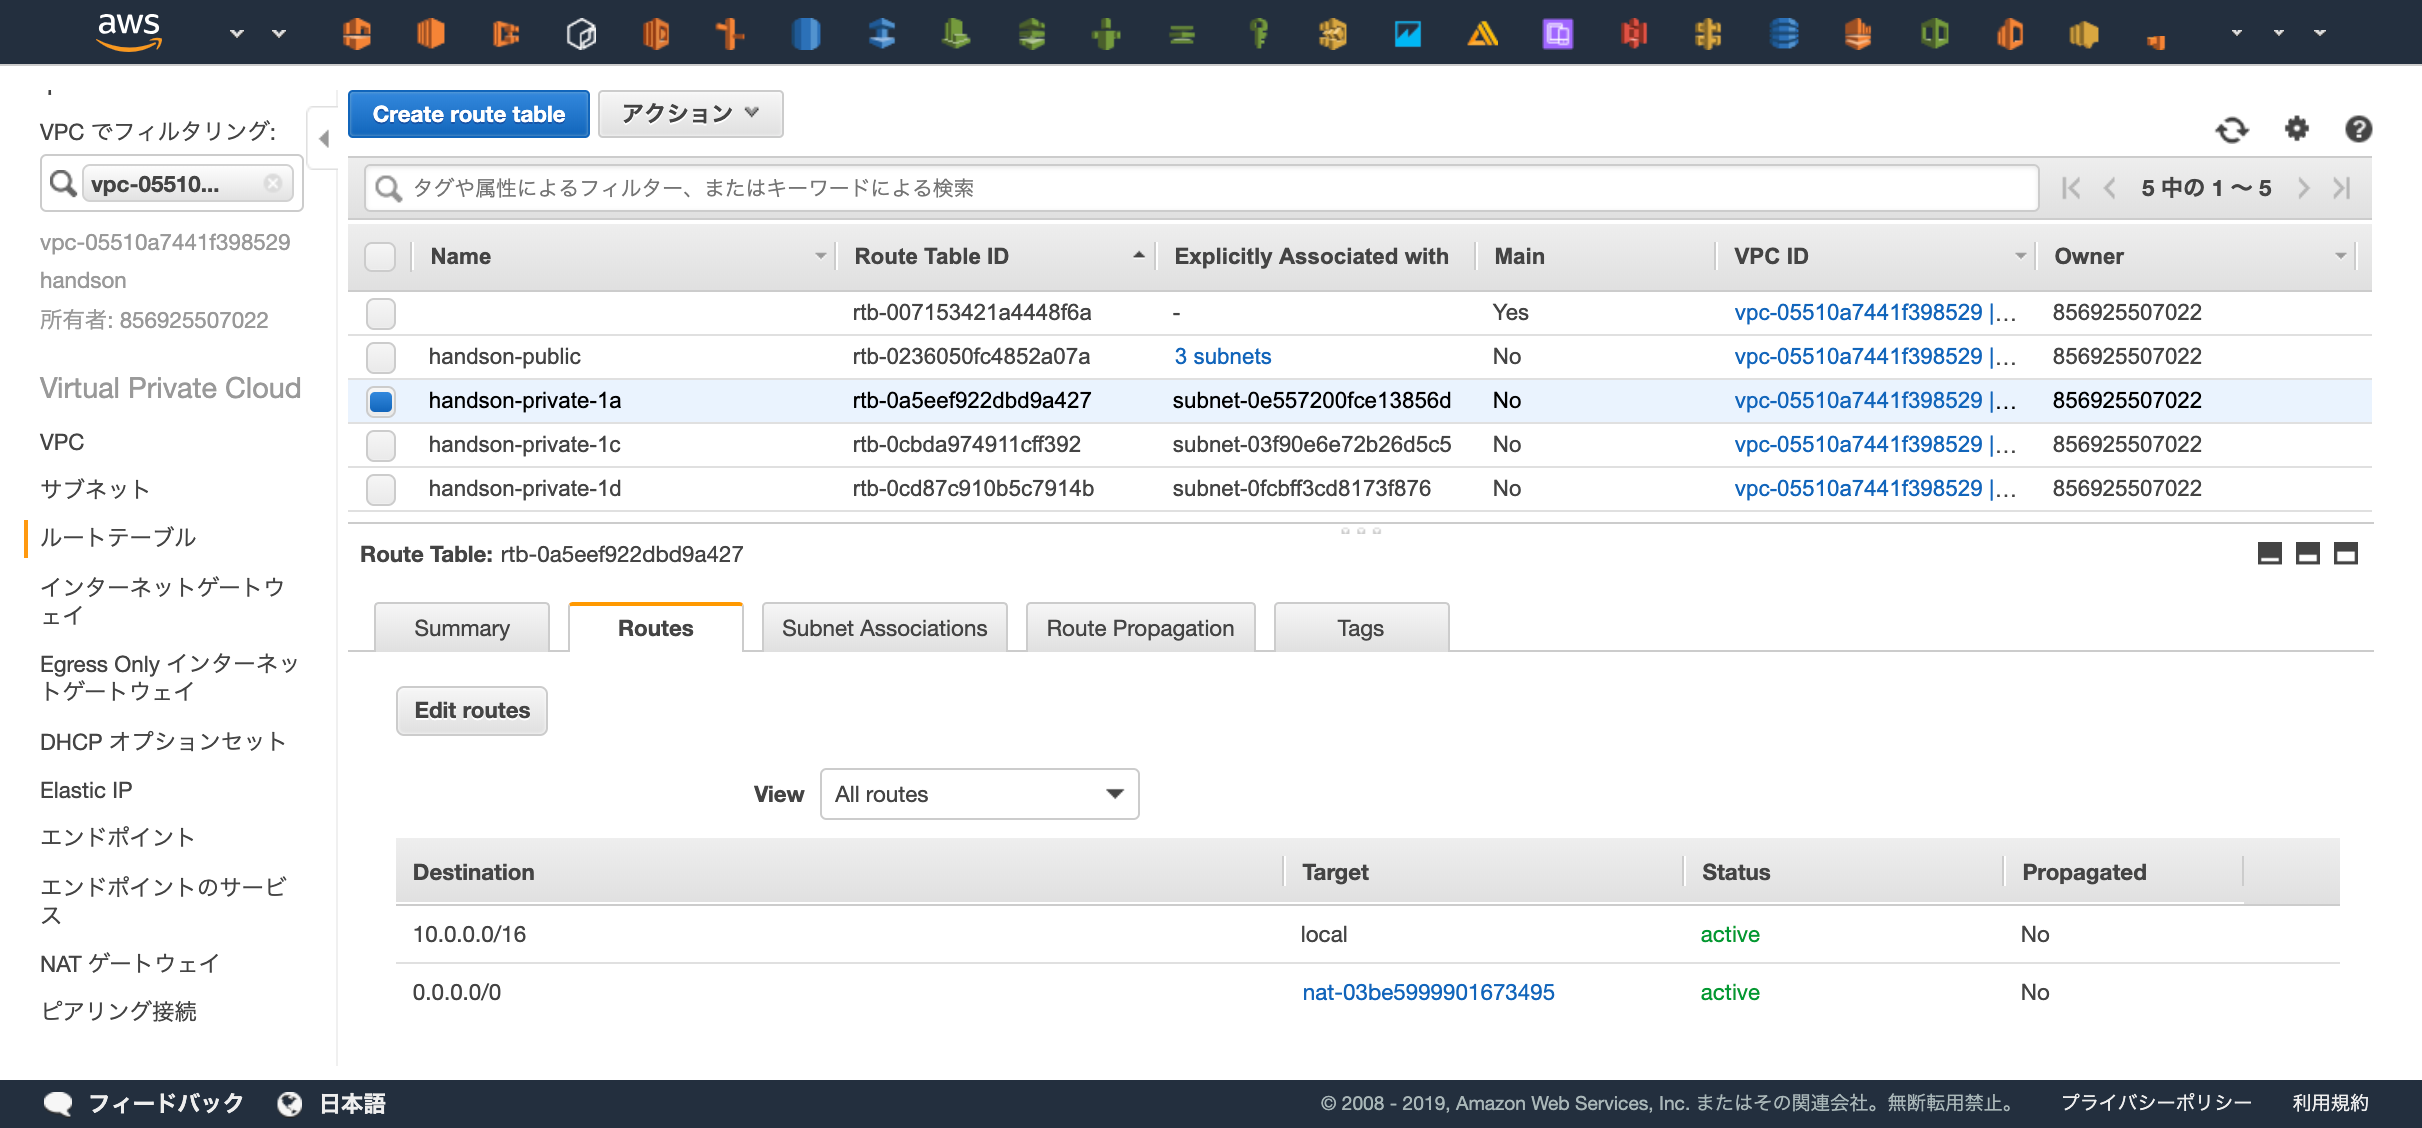 aws
VPC でフィルタリング:
vpc-05510...
vpc-05510a7441f398529
handson
所有者: 856925507022
Virtual Private Cloud
VPC
サブネット
ルートテーブル
インターネットゲートウ
ェイ
Egress Only インターネッ
トゲートウェイ
DHCP オプションセット
Elastic IP
エンドポイント
エンドポイントのサービ
ス
NAT ゲートウェイ
ピアリング接続
Create route table アクション
タグや属性によるフィルター、またはキーワードによる検索 5 中の 1 〜 5
Name Route Table ID Explicitly Associated with Main VPC ID Owner
rtb-007153421a4448f6a - Yes vpc-05510a7441f398529 |... 856925507022
handson-public rtb-0236050fc4852a07a 3 subnets No vpc-05510a7441f398529 |... 856925507022
handson-private-1a rtb-0a5eef922dbd9a427 subnet-0e557200fce13856d No vpc-05510a7441f398529 |... 856925507022
handson-private-1c rtb-0cbda974911cff392 subnet-03f90e6e72b26d5c5 No vpc-05510a7441f398529 |... 856925507022
handson-private-1d rtb-0cd87c910b5c7914b subnet-0fcbff3cd8173f876 No vpc-05510a7441f398529 |... 856925507022
Route Table: rtb-0a5eef922dbd9a427
Summary Routes Subnet Associations Route Propagation Tags
Edit routes
View All routes
Destination Target Status Propagated
10.0.0.0/16 local active No
0.0.0.0/0 nat-03be5999901673495 active No
フィードバック 日本語 © 2008 - 2019, Amazon Web Services, Inc. またはその関連会社。無断転用禁止。 プライバシーポリシー 利用規約